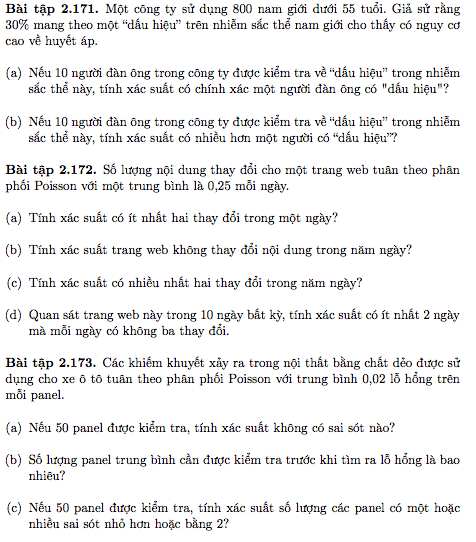 Bài tập 2.171. Một công ty sử dụng 800 nam giới dưới 55 tuổi. Giả sử rằng
30% mang theo một “dấu hiệu” trên nhiễm sắc thể nam giới cho thấy có nguy cơ
cao về huyết áp.
(a) Nếu 10 người đàn ông trong công ty được kiểm tra về “dấu hiệu” trong nhiễm
sắc thể này, tính xác suất có chính xác một người đàn ông có "dấu hiệu"?
(b) Nếu 10 người đàn ông trong công ty được kiểm tra về “dấu hiệu” trong nhiễm
sắc thể này, tính xác suất có nhiều hơn một người có “dấu hiệu”?
Bài tập 2.172. Số lượng nội dung thay đổi cho một trang web tuân theo phân
phối Poisson với một trung bình là 0,25 mỗi ngày.
(a) Tính xác suất có ít nhất hai thay đổi trong một ngày?
(b) Tính xác suất trang web không thay đổi nội dung trong năm ngày?
(c) Tính xác suất có nhiều nhất hai thay đổi trong năm ngày?
(d) Quan sát trang web này trong 10 ngày bất kỳ, tính xác suất có ít nhất 2 ngày
mà mỗi ngày có không ba thay đổi.
Bài tập 2.173. Các khiếm khuyết xảy ra trong nội thất bằng chất dẻo được sử
dụng cho xe ô tô tuân theo phân phối Poisson với trung bình 0,02 lỗ hổng trên
mỗi panel.
(a) Nếu 50 panel được kiểm tra, tính xác suất không có sai sót nào?
(b) Số lượng panel trung bình cần được kiểm tra trước khi tìm ra lỗ hổng là bao
nhiêu?
(c) Nếu 50 panel được kiểm tra, tính xác suất số lượng các panel có một hoặc
nhiều sai sót nhỏ hơn hoặc bằng 2?